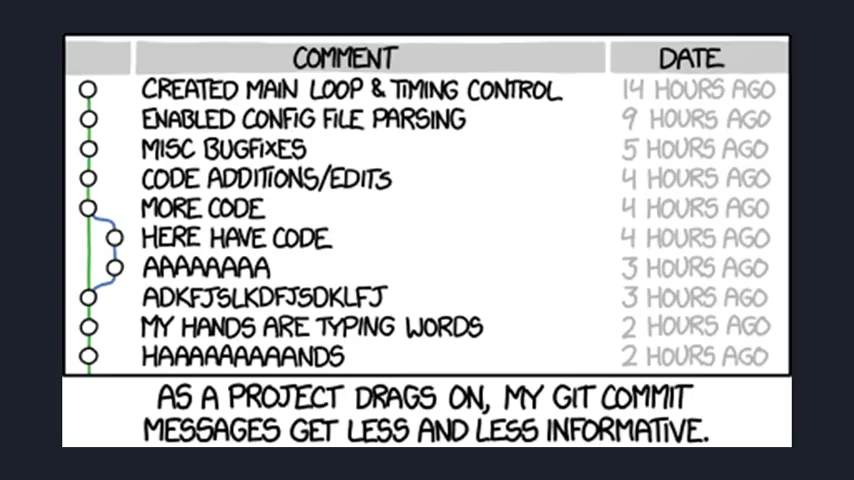 COMMENT DATE
CREATED MAIN LOOP & TIMING CONTROL 14 HOURS AGO
ENABLED CONFIG FILE PARSING 9 HOURS AGO
MISC BUGFIXES 5 HOURS AGO
CODE ADDITIONS/EDITS 4 HOURS AGO
MORE CODE 4 HOURS AGO
HERE HAVE CODE 4 HOURS AGO
AAAAAAAA 3 HOURS AGO
ADKFJSLKDFJSDKLFJ 3 HOURS AGO
MY HANDS ARE TYPING WORDS 2 HOURS AGO
HAAAAAAAAANDS 2 HOURS AGO
AS A PROJECT DRAGS ON, MY GIT COMMIT
MESSAGES GET LESS AND LESS INFORMATIVE.